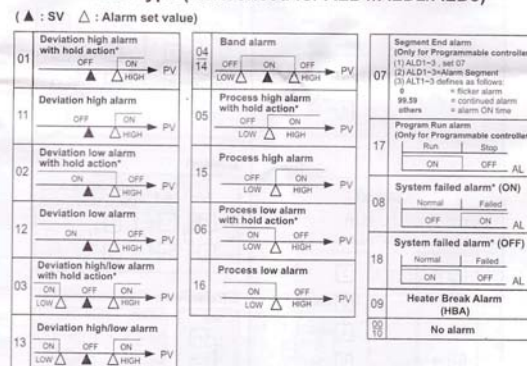 ( ▲ : SV △ : Alarm set value)
01
Deviation high alarm
with hold action*
OFF ON
▲ △ HIGH PV
11
Deviation high alarm
OFF ON
▲ △ HIGH PV
02
Deviation low alarm
with hold action*
ON OFF
▲ △ HIGH PV
12
Deviation low alarm
ON OFF
▲ △ HIGH PV
03
Deviation high/low alarm
with hold action*
ON OFF ON
LOW △ ▲ △ HIGH PV
13
Deviation high/low alarm
ON OFF ON
LOW △ ▲ △ HIGH PV
04
14
Band alarm
OFF ON OFF
LOW △ ▲ △ HIGH PV
05
Process high alarm
with hold action*
OFF ON
LOW △ HIGH PV
15
Process high alarm
OFF ON
LOW △ HIGH PV
06
Process low alarm
with hold action*
ON OFF
LOW △ HIGH PV
16
Process low alarm
ON OFF
LOW △ HIGH PV
07
Segment End alarm
(Only for Programmable controller
(1) ALD1~3 , set 07
(2) ALD1~3=Alarm Segment
(3) ALT1~3 defines as follows:
0 = flicker alarm
99.59 = continued alarm
others = alarm ON time
17
Program Run alarm
(Only for Programmable controller
Run Stop
ON OFF AL
08
System failed alarm* (ON)
Normal Failed
OFF ON AL
18
System failed alarm* (OFF)
Normal Failed
ON OFF AL
09
Heater Break Alarm
(HBA)
00
10
No alarm